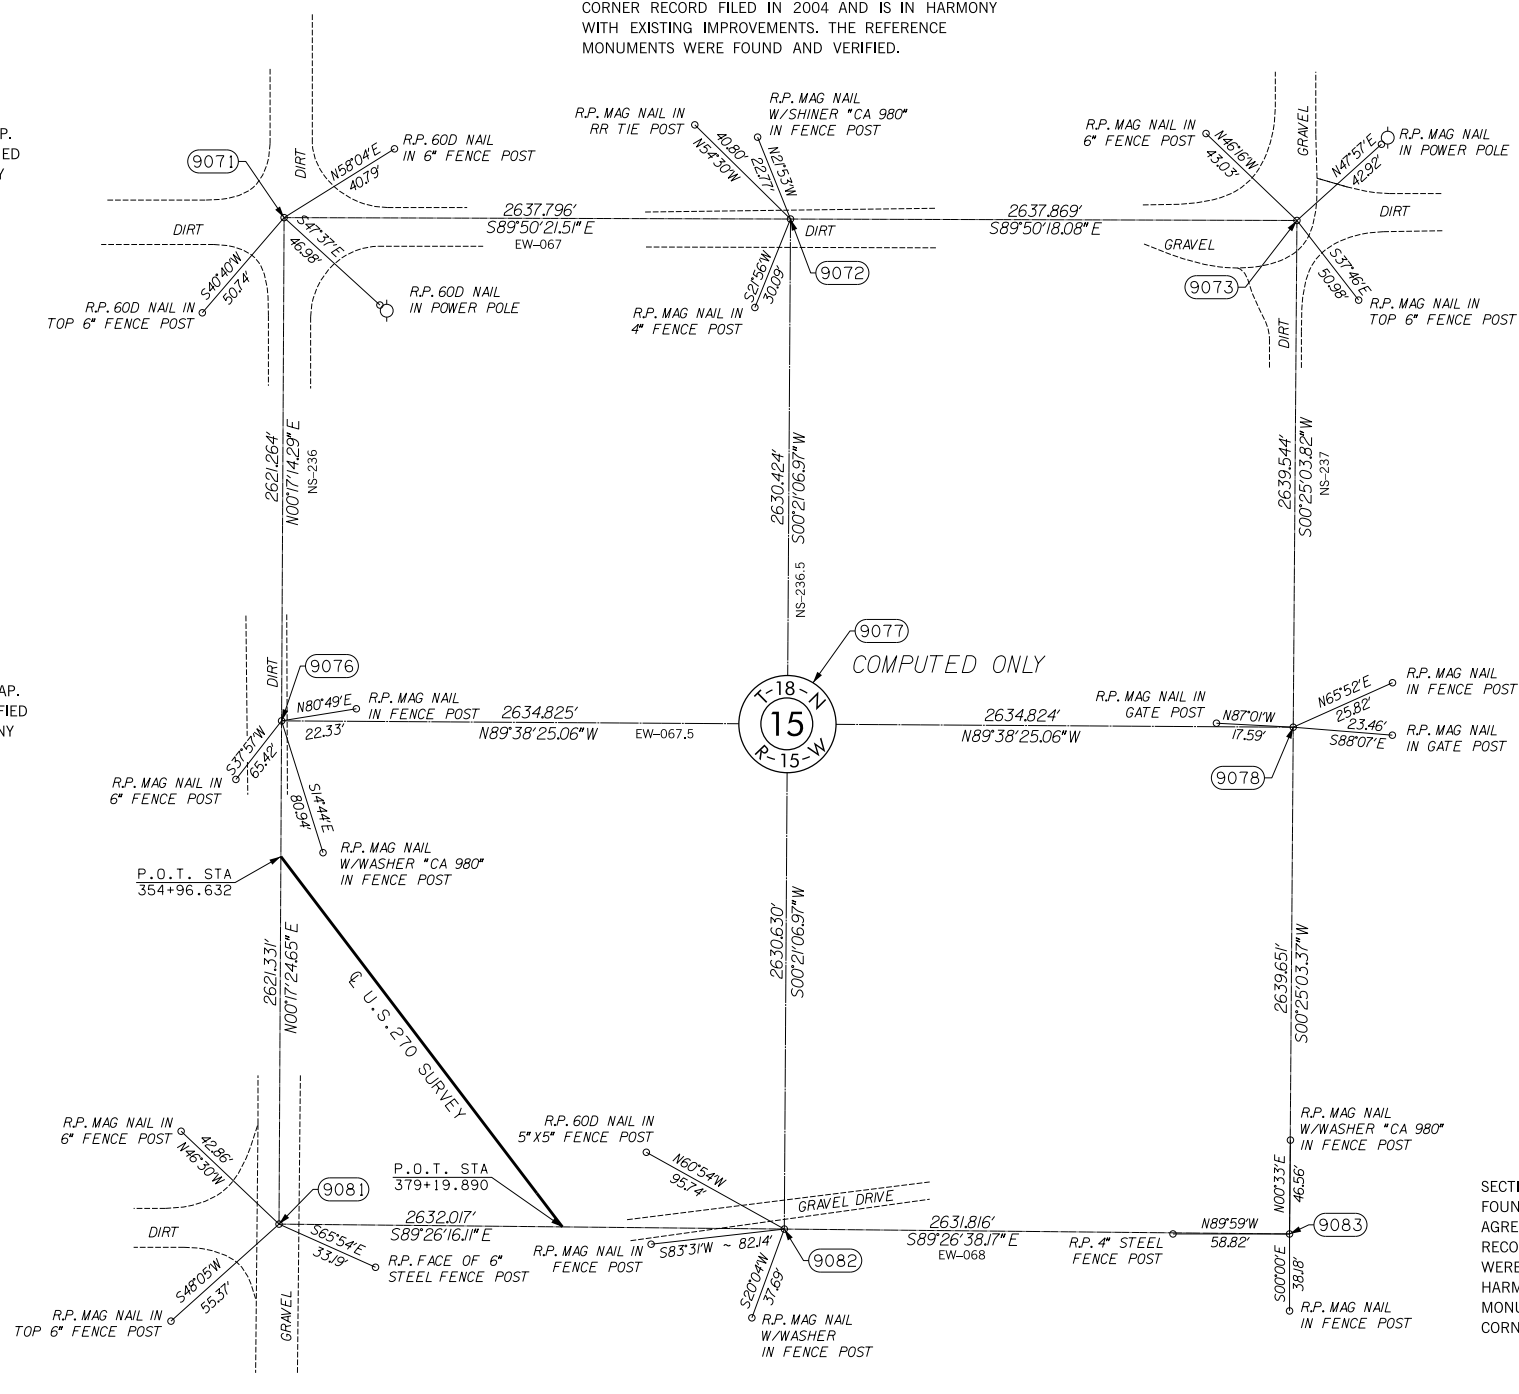 CORNER RECORD FILED IN 2004 AND IS IN HARMONY
WITH EXISTING IMPROVEMENTS. THE REFERENCE
MONUMENTS WERE FOUND AND VERIFIED.
P.
ED
Y
9071
DIRT
N58°04'E
40.79'
R.P. 60D NAIL
IN 6" FENCE POST
DIRT
S40°40'W
50.74'
R.P. 60D NAIL IN
TOP 6" FENCE POST
S47°37'E
46.98'
R.P. 60D NAIL
IN POWER POLE
2637.796'
S89°50'21.51" E
EW-067
R.P. MAG NAIL IN
RR TIE POST
40.80'
N54°30'W
R.P. MAG NAIL
W/SHINER "CA 980"
IN FENCE POST
N21°53'W
22.77'
DIRT
9072
S21°56'W
30.09'
R.P. MAG NAIL IN
4" FENCE POST
2637.869'
S89°50'18.08" E
R.P. MAG NAIL IN
6" FENCE POST
N46°16'W
43.03'
GRAVEL
N47°57'E
42.92'
R.P. MAG NAIL
IN POWER POLE
DIRT
GRAVEL
9073
S37°46'E
50.98'
R.P. MAG NAIL IN
TOP 6" FENCE POST
DIRT
2621.264'
N00°17'14.29" E
NS-236
2630.424'
S00°21'06.97" W
NS-236.5
2639.544'
S00°25'03.82" W
NS-237
AP.
FIED
NY
DIRT
9076
N80°49'E
22.33'
R.P. MAG NAIL
IN FENCE POST
S37°57'W
65.42'
R.P. MAG NAIL IN
6" FENCE POST
S14°44'E
80.94'
R.P. MAG NAIL
W/WASHER "CA 980"
IN FENCE POST
2634.825'
N89°38'25.06" W
EW-067.5
9077
COMPUTED ONLY
T-18-N
15
R-15-W
2634.824'
N89°38'25.06" W
R.P. MAG NAIL IN
GATE POST
N87°01'W
17.59'
N65°52'E
25.82'
R.P. MAG NAIL
IN FENCE POST
23.46'
S88°07'E
R.P. MAG NAIL
IN GATE POST
9078
P.O.T. STA
354+96.632
2621.331'
N00°17'24.65" E
℄ U.S. 270 SURVEY
2630.630'
S00°21'06.97" W
2639.651'
S00°25'03.37" W
R.P. MAG NAIL IN
6" FENCE POST
42.86'
N46°30'W
9081
DIRT
S48°05'W
55.37'
R.P. MAG NAIL IN
TOP 6" FENCE POST
GRAVEL
S65°54'E
33.19'
R.P. FACE OF 6"
STEEL FENCE POST
P.O.T. STA
379+19.890
2632.017'
S89°26'16.11" E
R.P. 60D NAIL IN
5" X5" FENCE POST
N60°54'W
95.74'
GRAVEL DRIVE
R.P. MAG NAIL IN
FENCE POST
S83°31'W ~ 82.14'
9082
S20°04'W
37.69'
R.P. MAG NAIL
W/WASHER
IN FENCE POST
2631.816'
S89°26'38.17" E
EW-068
R.P. 4" STEEL
FENCE POST
N89°59'W
58.82'
R.P. MAG NAIL
W/WASHER "CA 980"
IN FENCE POST
N00°33'E
46.56'
9083
S00°00'E
38.18'
R.P. MAG NAIL
IN FENCE POST
SECTI
FOUN
AGRE
RECO
WERE
HARM
MONU
CORN